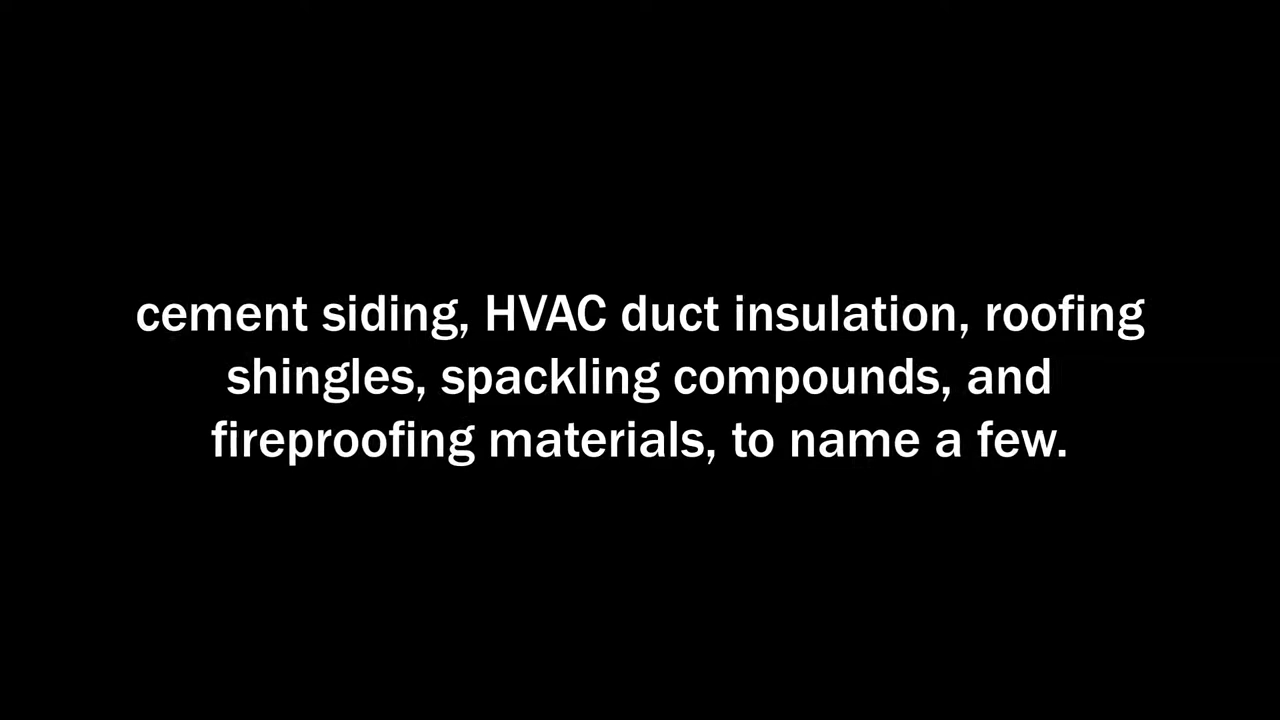 cement siding, HVAC duct insulation, roofing
shingles, spackling compounds, and
fireproofing materials, to name a few.